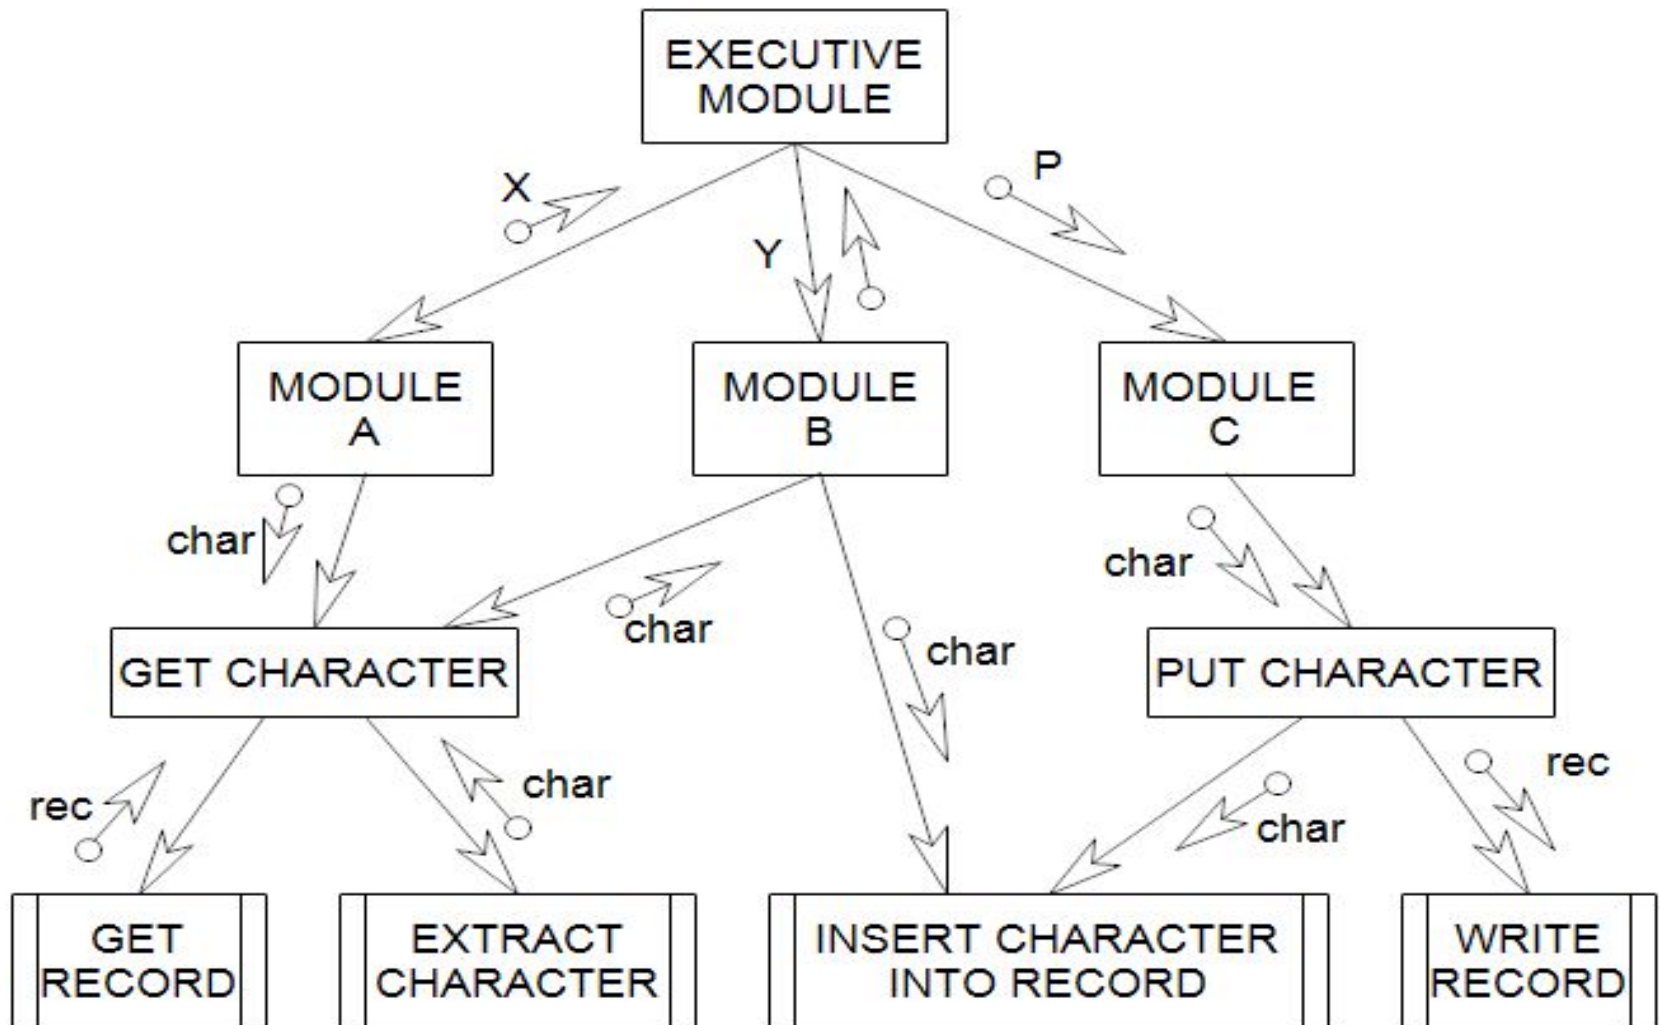 EXECUTIVE
MODULE
X
P
Y
MODULE
A
MODULE
B
MODULE
C
char
char
char
char
GET CHARACTER
PUT CHARACTER
rec
char
char
rec
GET
RECORD
EXTRACT
CHARACTER
INSERT CHARACTER
INTO RECORD
WRITE
RECORD